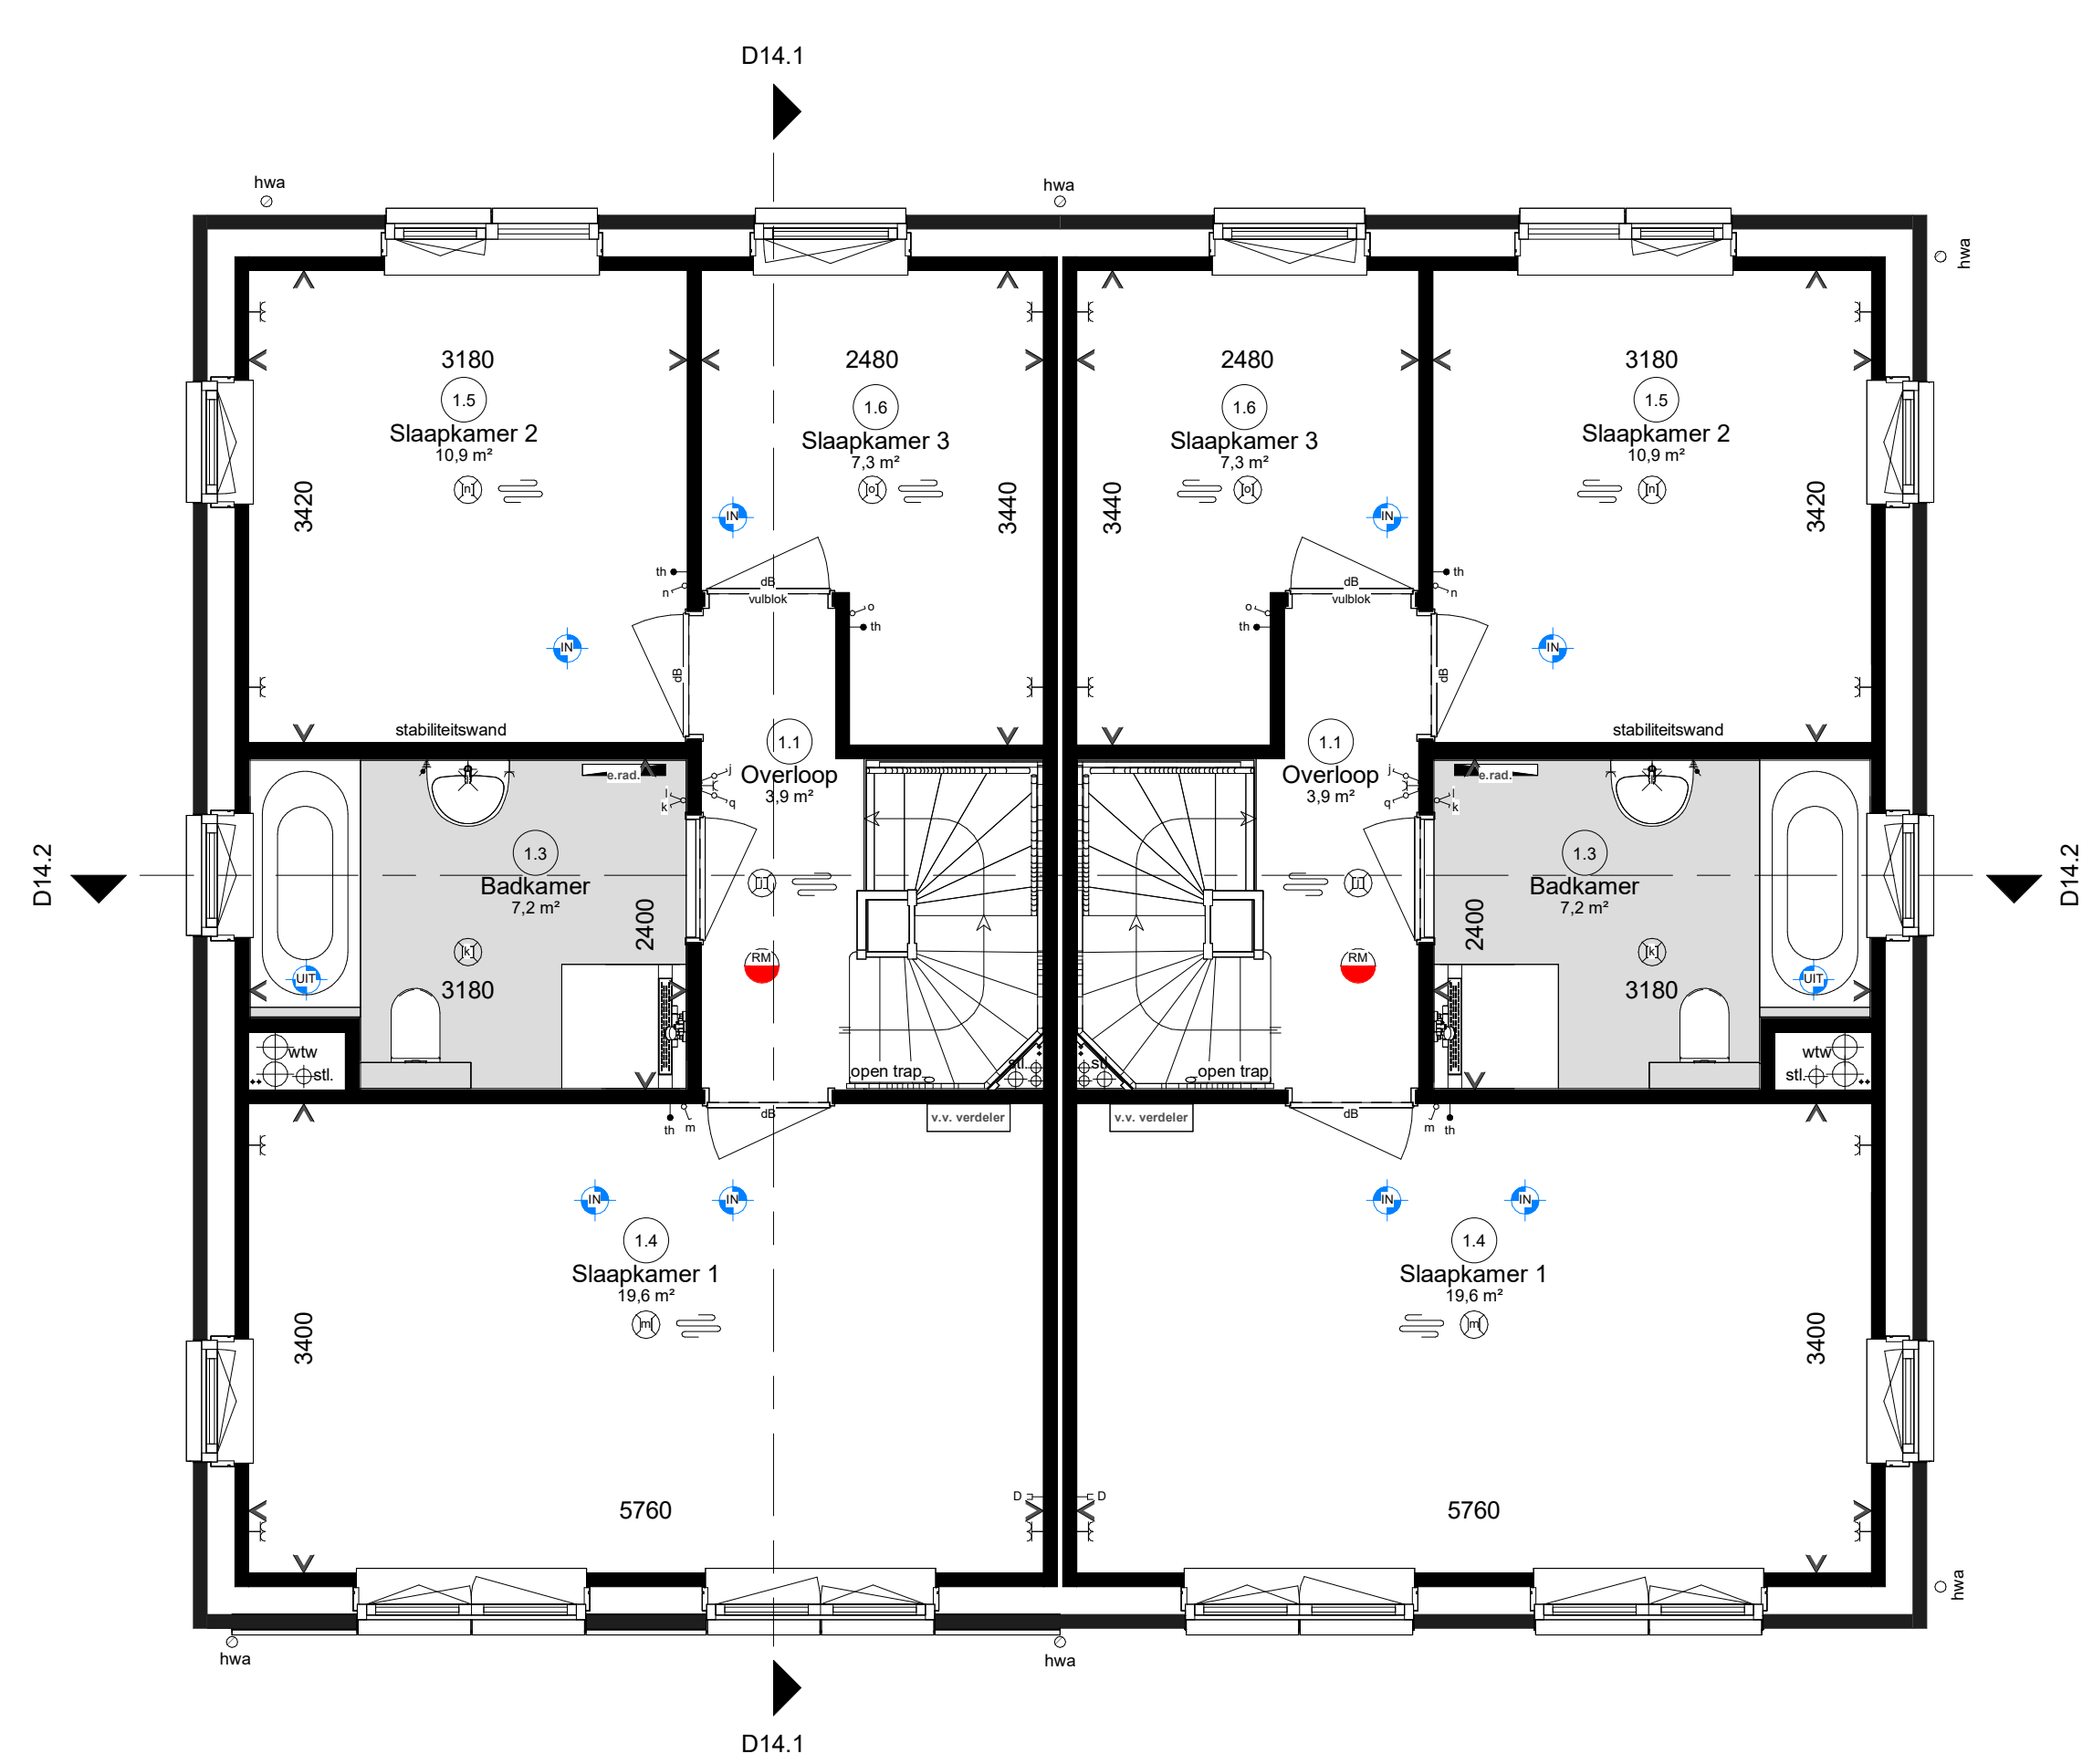 D14.1
hwa
hwa
hwa
3180
2480
2480
3180
1.5
1.6
1.6
1.5
Slaapkamer 2
Slaapkamer 3
Slaapkamer 3
Slaapkamer 2
10,9 m²
7,3 m²
7,3 m²
10,9 m²
[n]
[o]
[o]
[n]
3420
3440
3440
3420
IN
IN
th
dB
dB
th
n
vulblok
vulblok
n
o
o
th
th
IN
IN
dB
dB
stabiliteitswand
stabiliteitswand
1.1
1.1
e.rad.
j
Overloop
Overloop
j
e.rad.
l
k
q
3,9 m²
3,9 m²
q
l
k
D14.2
1.3
1.3
D14.2
Badkamer
Badkamer
7,2 m²
7,2 m²
2400
2400
[k]
[k]
RM
RM
UIT
3180
3180
UIT
wtw
stl.
open trap
stl.
stl.
open trap
wtw
stl.
th
m
dB
v.v. verdeler
v.v. verdeler
dB
m
th
IN
IN
IN
IN
1.4
1.4
Slaapkamer 1
Slaapkamer 1
19,6 m²
19,6 m²
[m]
[m]
3400
3400
D
D
5760
5760
hwa
hwa
hwa
D14.1